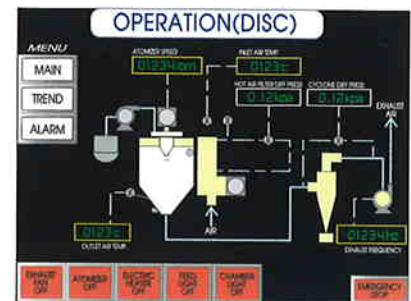 OPERATION(DISC)
MENU
MAIN
TREND
ALARM
ATOMIZER SPEED
01234rpm
INLET AIR TEMP.
0123℃
HOT AIR FILTER DIFF PRESS
0.12kpa
CYCLONE DIFF PRESS
0.12kpa
EXHAUST
AIR
0123℃
OUTLET AIR TEMP.
AIR
01234Hz
EXHAUST FREQUENCY
EXHAUST
FAN
OFF
ATOMIZER
OFF
ELECTRIC
HEATER
OFF
FEED
LIGHT
OFF
CHAMBER
LIGHT
OFF
EMERGENCY
STOP